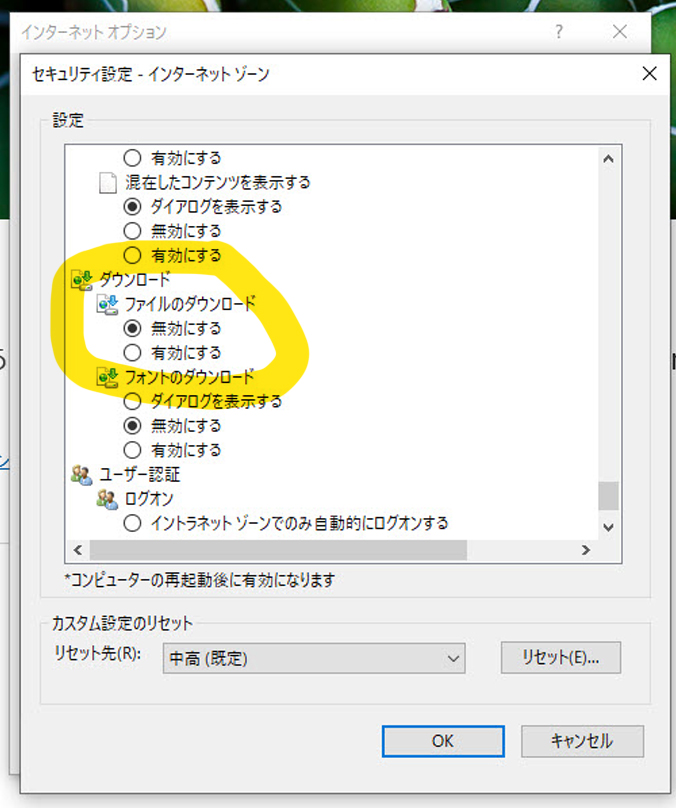 インターネット オプション
?
セキュリティ設定 - インターネット ゾーン
設定
有効にする
混在したコンテンツを表示する
ダイアログを表示する
無効にする
有効にする
ダウンロード
ファイルのダウンロード
無効にする
有効にする
フォントのダウンロード
ダイアログを表示する
無効にする
有効にする
ユーザー認証
ログオン
イントラネット ゾーンでのみ自動的にログオンする
*コンピューターの再起動後に有効になります
カスタム設定のリセット
リセット先(R):
中高 (既定)
リセット(E)...
OK
キャンセル